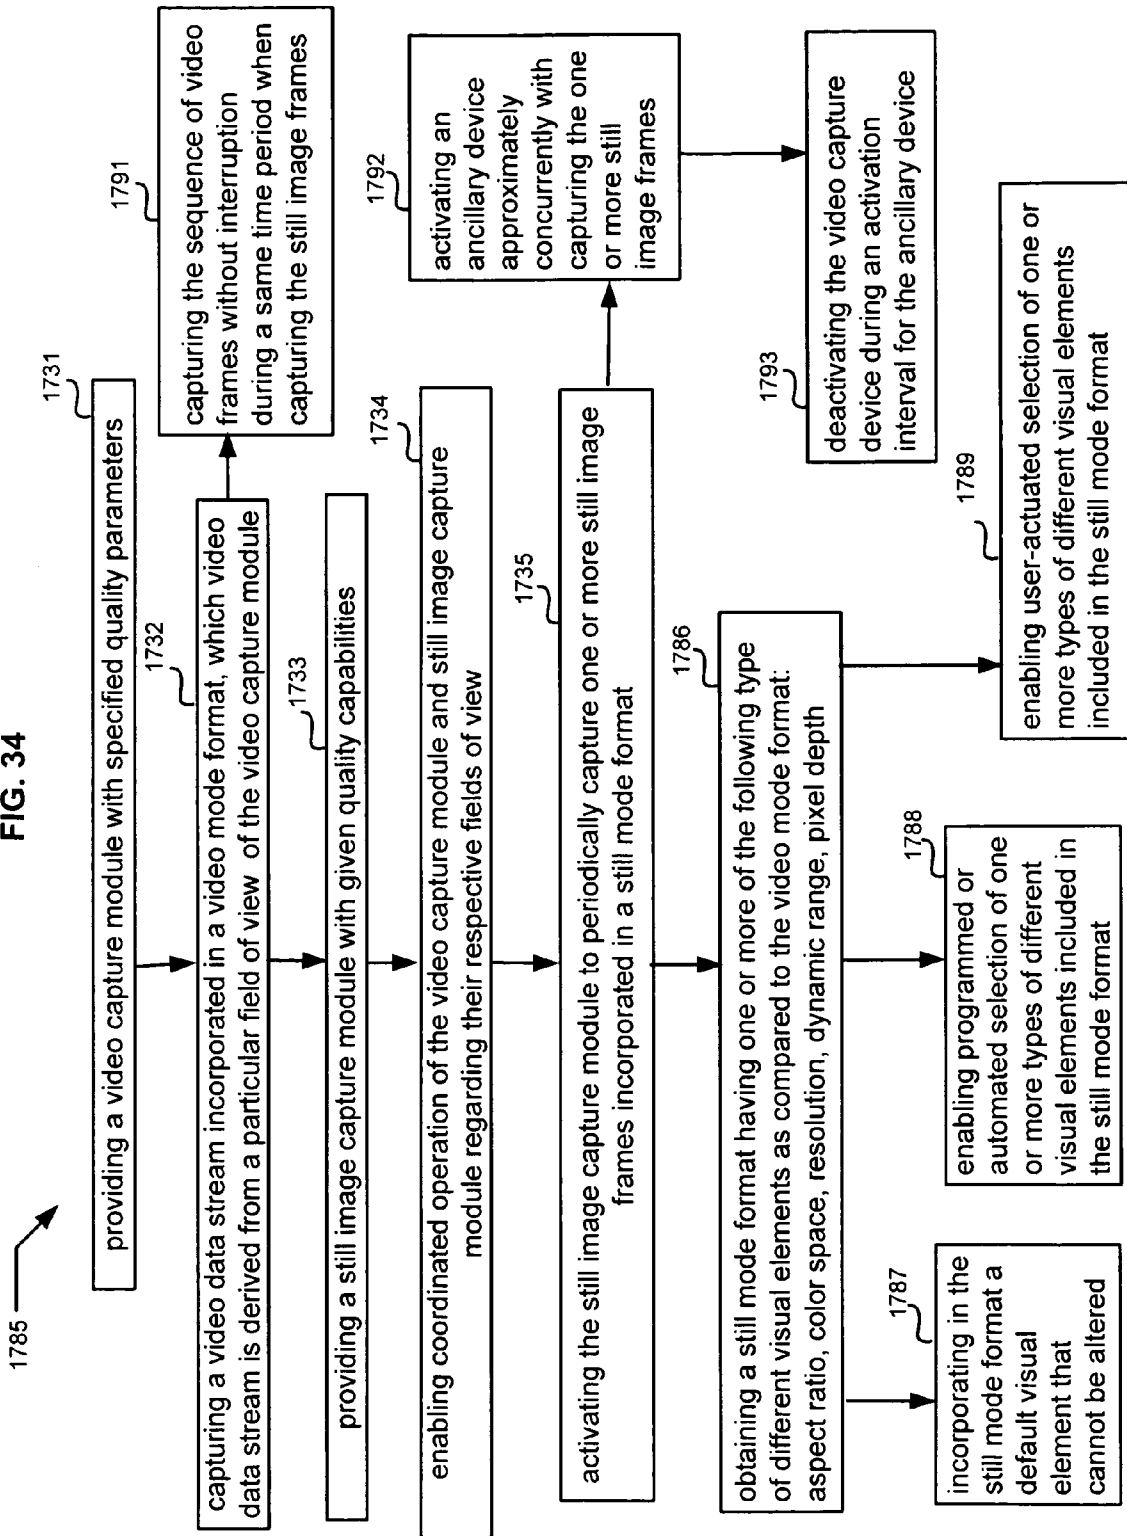 FIG. 34
1785
1731
providing a video capture module with specified quality parameters
1732
capturing a video data stream incorporated in a video mode format, which video
data stream is derived from a particular field of view of the video capture module
1791
capturing the sequence of video
frames without interruption
during a same time period when
capturing the still image frames
1733
providing a still image capture module with given quality capabilities
1734
enabling coordinated operation of the video capture module and still image capture
module regarding their respective fields of view
1735
activating the still image capture module to periodically capture one or more still image
frames incorporated in a still mode format
1792
activating an
ancillary device
approximately
concurrently with
capturing the one
or more still
image frames
1793
deactivating the video capture
device during an activation
interval for the ancillary device
1786
obtaining a still mode format having one or more of the following type
of different visual elements as compared to the video mode format:
aspect ratio, color space, resolution, dynamic range, pixel depth
1787
incorporating in the
still mode format a
default visual
element that
cannot be altered
1788
enabling programmed or
automated selection of one
or more types of different
visual elements included in
the still mode format
1789
enabling user-actuated selection of one or
more types of different visual elements
included in the still mode format